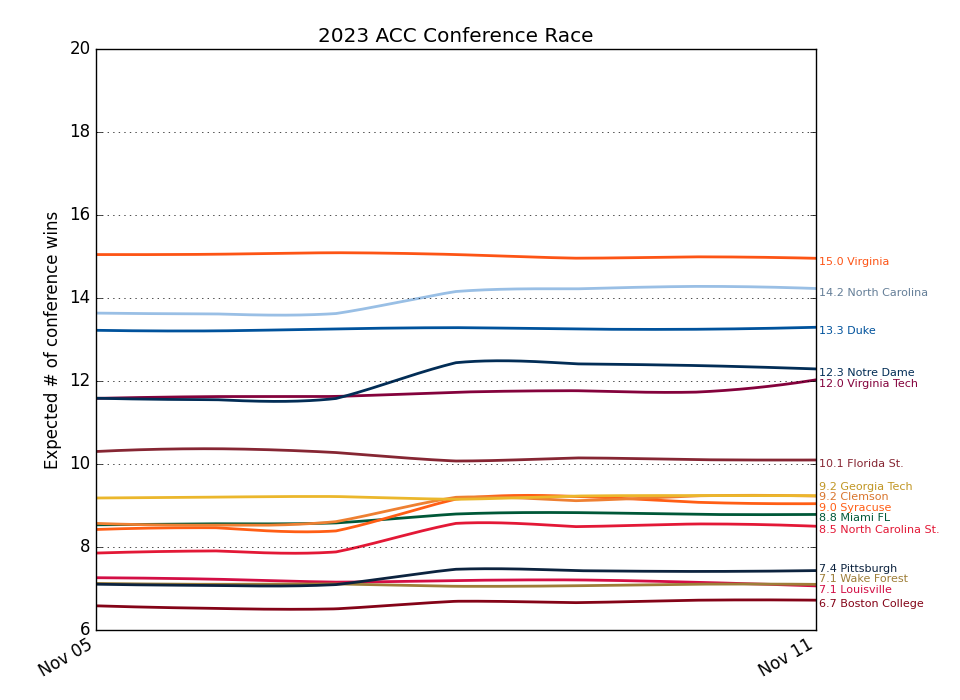 2023 ACC Conference Race
Expected # of conference wins
20
18
16
14
12
10
8
6
15.0 Virginia
14.2 North Carolina
13.3 Duke
12.3 Notre Dame
12.0 Virginia Tech
10.1 Florida St.
9.2 Georgia Tech
9.2 Clemson
9.0 Syracuse
8.8 Miami FL
8.5 North Carolina St.
7.4 Pittsburgh
7.1 Wake Forest
7.1 Louisville
6.7 Boston College
Nov 05
Nov 11